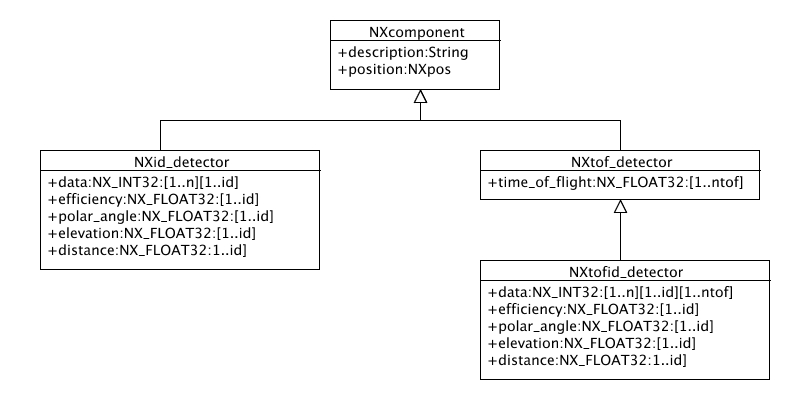 NXcomponent
+description:String
+position:NXpos
NXid_detector
+data:NX_INT32:[1..n][1..id]
+efficiency:NX_FLOAT32:[1..id]
+polar_angle:NX_FLOAT32:[1..id]
+elevation:NX_FLOAT32:[1..id]
+distance:NX_FLOAT32:1..id]
NXtof_detector
+time_of_flight:NX_FLOAT32:[1..ntof]
NXtofid_detector
+data:NX_INT32:[1..n][1..id][1..ntof]
+efficiency:NX_FLOAT32:[1..id]
+polar_angle:NX_FLOAT32:[1..id]
+elevation:NX_FLOAT32:[1..id]
+distance:NX_FLOAT32:1..id]